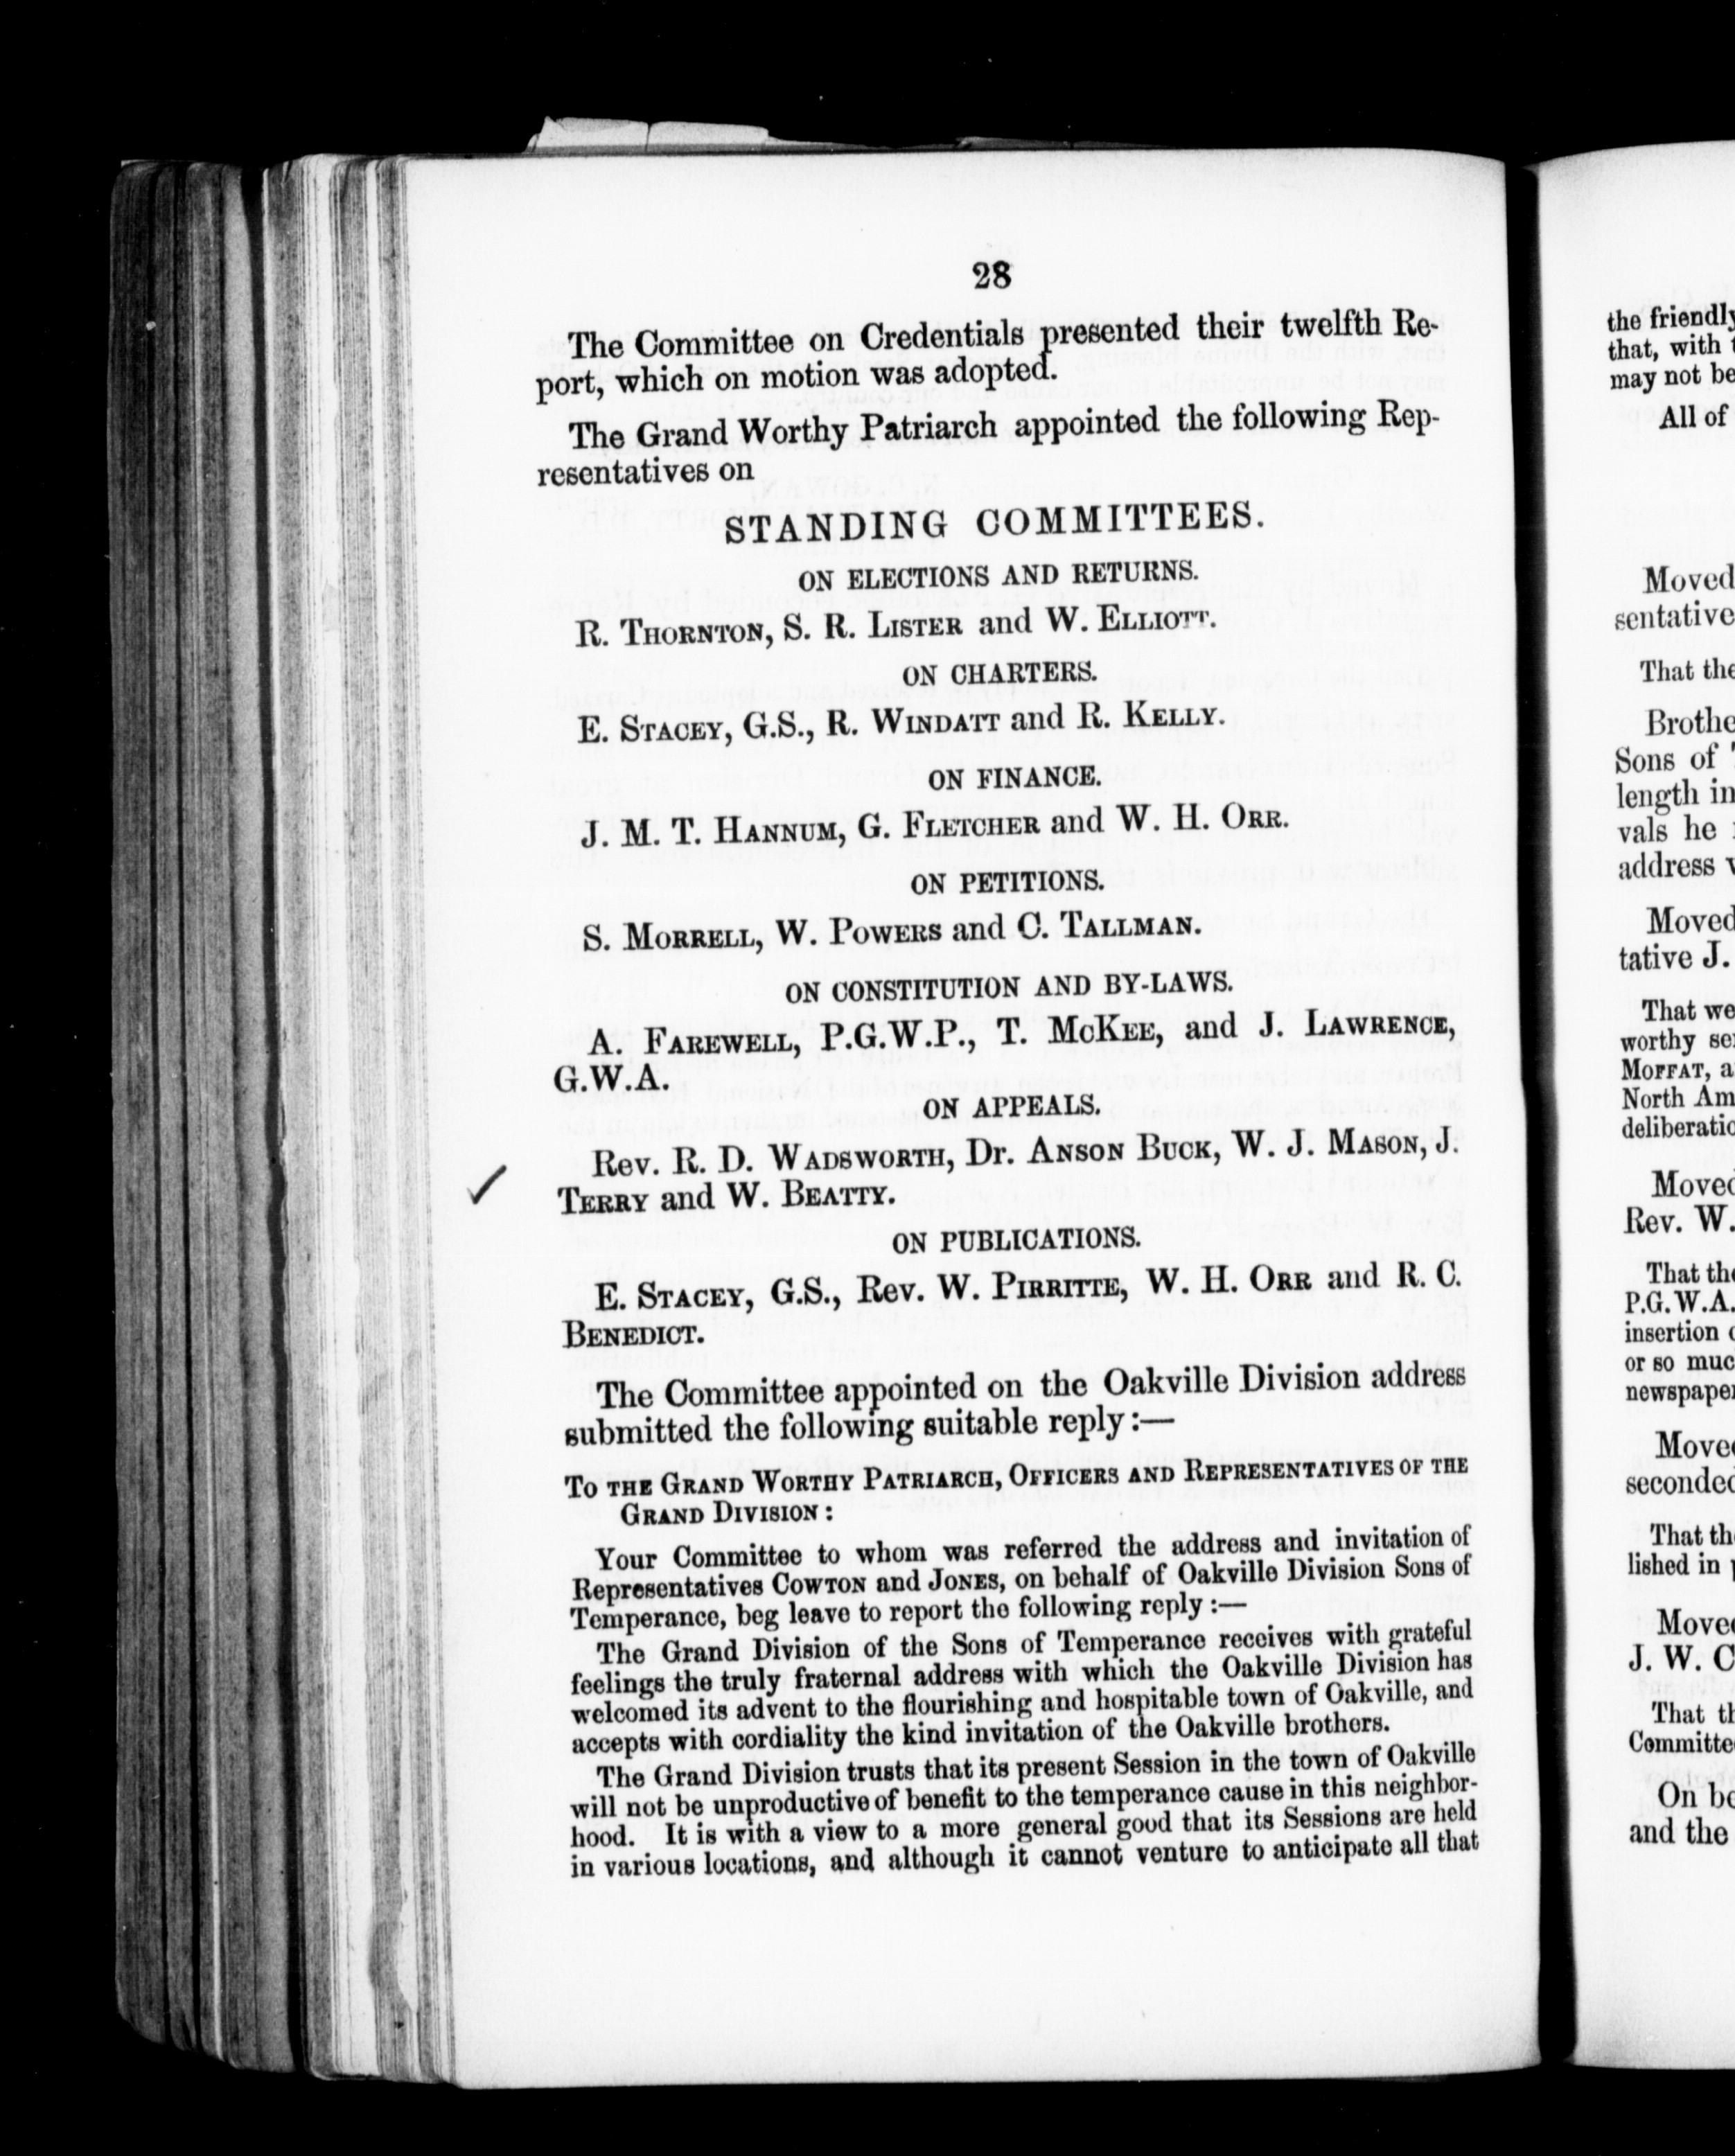 28
The Committee on Credentials presented their twelfth Re-
port, which on motion was adopted.
The Grand Worthy Patriarch appointed the following Rep-
resentatives on
STANDING COMMITTEES.
ON ELECTIONS AND RETURNS.
R. THORNTON, S. R. LISTER and W. ELLIOTT.
ON CHARTERS.
E. STACEY, G.S., R. WINDATT and R. KELLY.
ON FINANCE.
J. M. T. HANNUM, G. FLETCHER and W. H. ORR.
ON PETITIONS.
S. MORRELL, W. POWERS and C. TALLMAN.
ON CONSTITUTION AND BY-LAWS.
A. FAREWELL, P.G.W.P., T. MCKEE, and J. LAWRENCE,
G.W.A.
ON APPEALS.
Rev. R. D. WADSWORTH, Dr. ANSON BUCK, W. J. MASON, J.
✓ TERRY and W. BEATTY.
ON PUBLICATIONS.
E. STACEY, G.S., Rev. W. PIRRITTE, W. H. ORR and R. C.
BENEDICT.
The Committee appointed on the Oakville Division address
submitted the following suitable reply :—
TO THE GRAND WORTHY PATRIARCH, OFFICERS AND REPRESENTATIVES OF THE
GRAND DIVISION :
Your Committee to whom was referred the address and invitation of
Representatives COWTON and JONES, on behalf of Oakville Division Sons of
Temperance, beg leave to report the following reply :—
The Grand Division of the Sons of Temperance receives with grateful
feelings the truly fraternal address with which the Oakville Division has
welcomed its advent to the flourishing and hospitable town of Oakville, and
accepts with cordiality the kind invitation of the Oakville brothers.
The Grand Division trusts that its present Session in the town of Oakville
will not be unproductive of benefit to the temperance cause in this neighbor-
hood. It is with a view to a more general good that its Sessions are held
in various locations, and although it cannot venture to anticipate all that
the friendly
that, with
may not be
All of
Moved
sentative
That the
Brothe
Sons of
length in
vals he
address
Moved
tative J.
That we
worthy
MOFFAT, a
North Am
deliberatio
Moved
Rev. W.
That the
P.G.W.A.
insertion
or so muc
newspaper
Moved
seconded
That th
lished in
Moved
J. W. C
That th
Committee
On be
and the